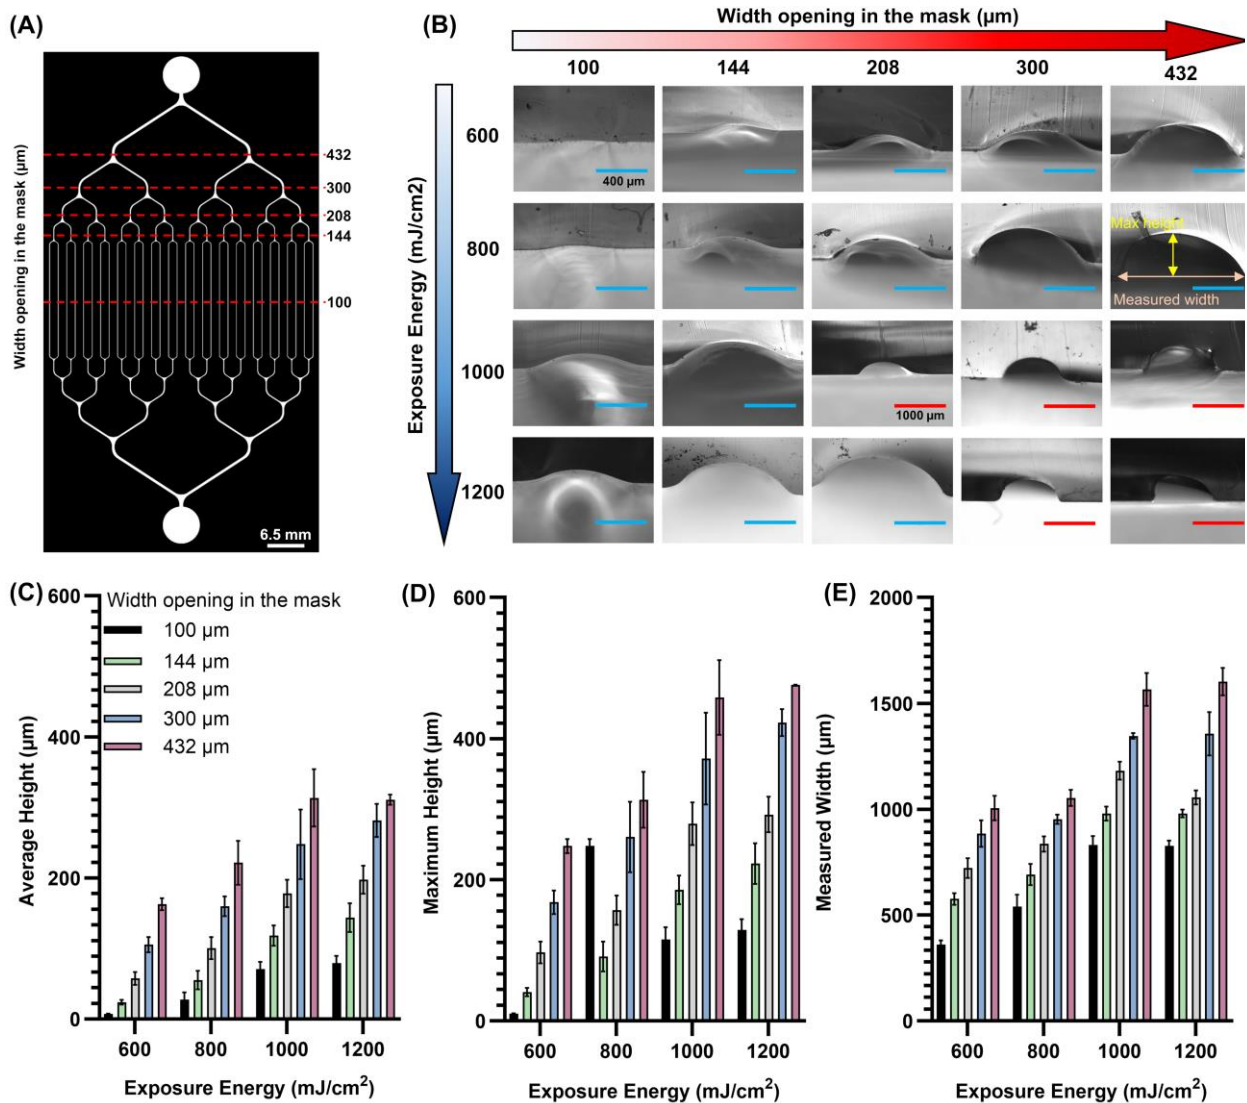 (A)
Width opening in the mask (µm)
432
300
208
144
100
6.5 mm
(B)
Width opening in the mask (µm)
100 144 208 300 432
Exposure Energy (mJ/cm2)
600
400 µm
800
Max height
Measured width
1000
1000 µm
1200
(C)
Width opening in the mask
100 µm
144 µm
208 µm
300 µm
432 µm
Average Height (µm)
600
400
200
0
600 800 1000 1200
Exposure Energy (mJ/cm²)
(D)
Maximum Height (µm)
600
400
200
0
600 800 1000 1200
Exposure Energy (mJ/cm²)
(E)
Measured Width (µm)
2000
1500
1000
500
0
600 800 1000 1200
Exposure Energy (mJ/cm²)